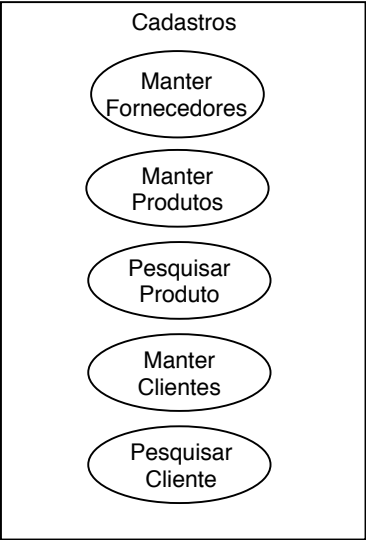 Cadastros
Manter
Fornecedores
Manter
Produtos
Pesquisar
Produto
Manter
Clientes
Pesquisar
Cliente